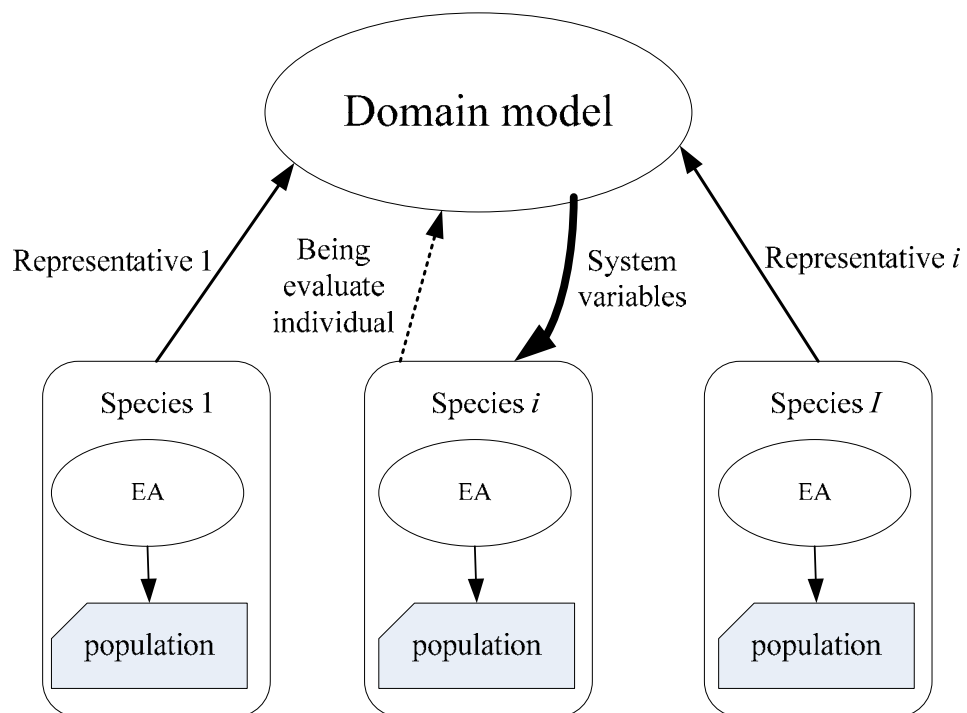 Domain model
Representative 1
Being
evaluate
individual
System
variables
Representative i
Species 1
Species i
Species I
EA
EA
EA
population
population
population